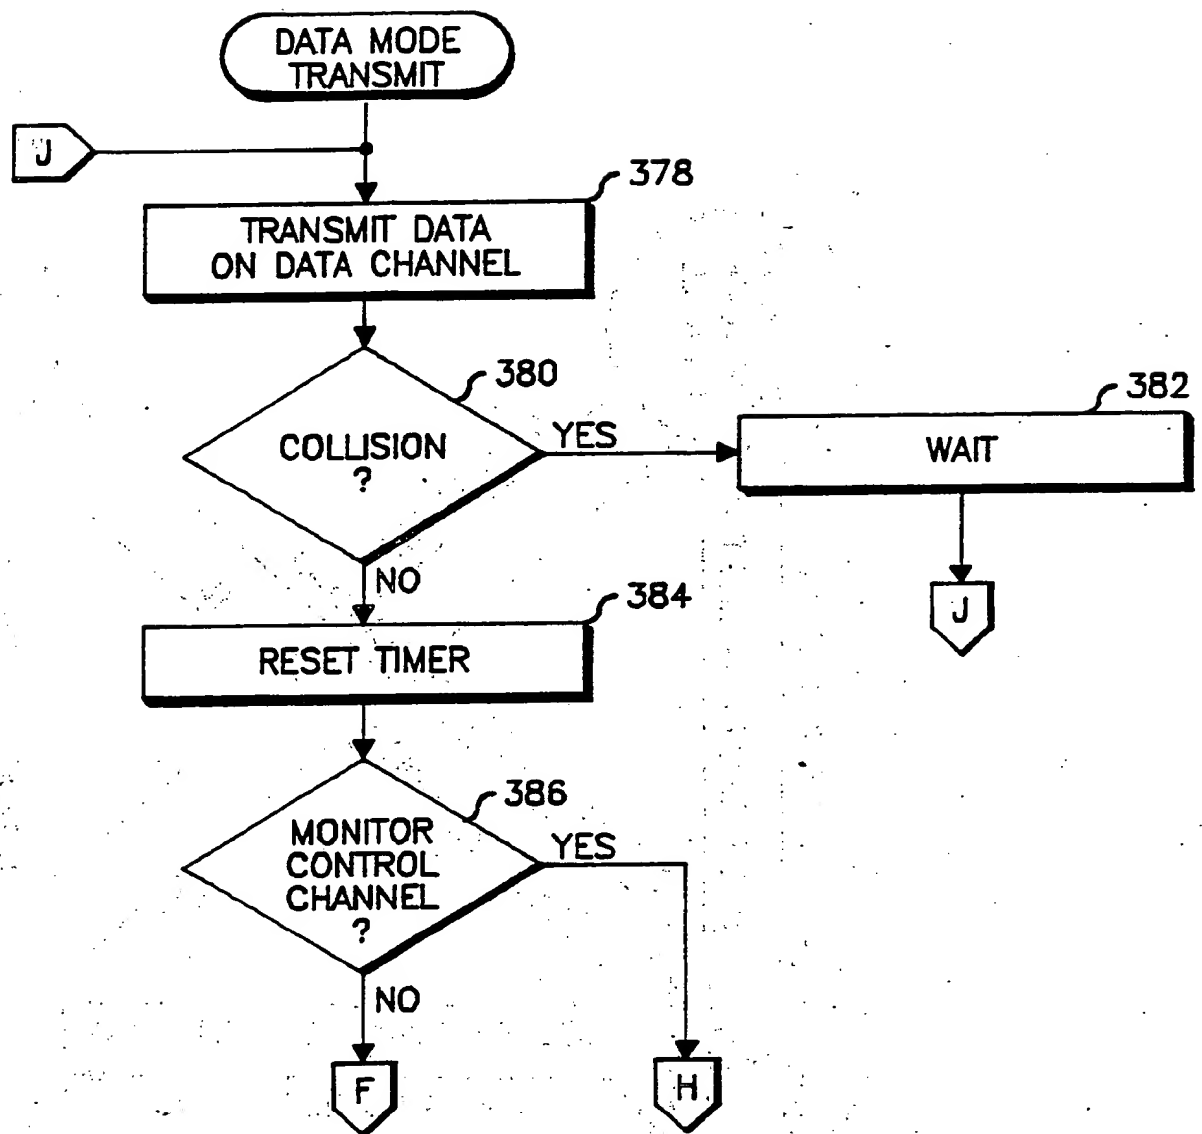 DATA MODE
TRANSMIT
J
378
TRANSMIT DATA
ON DATA CHANNEL
380
COLLISION
?
YES
382
WAIT
J
NO
384
RESET TIMER
386
MONITOR
CONTROL
CHANNEL
?
YES
NO
F
H